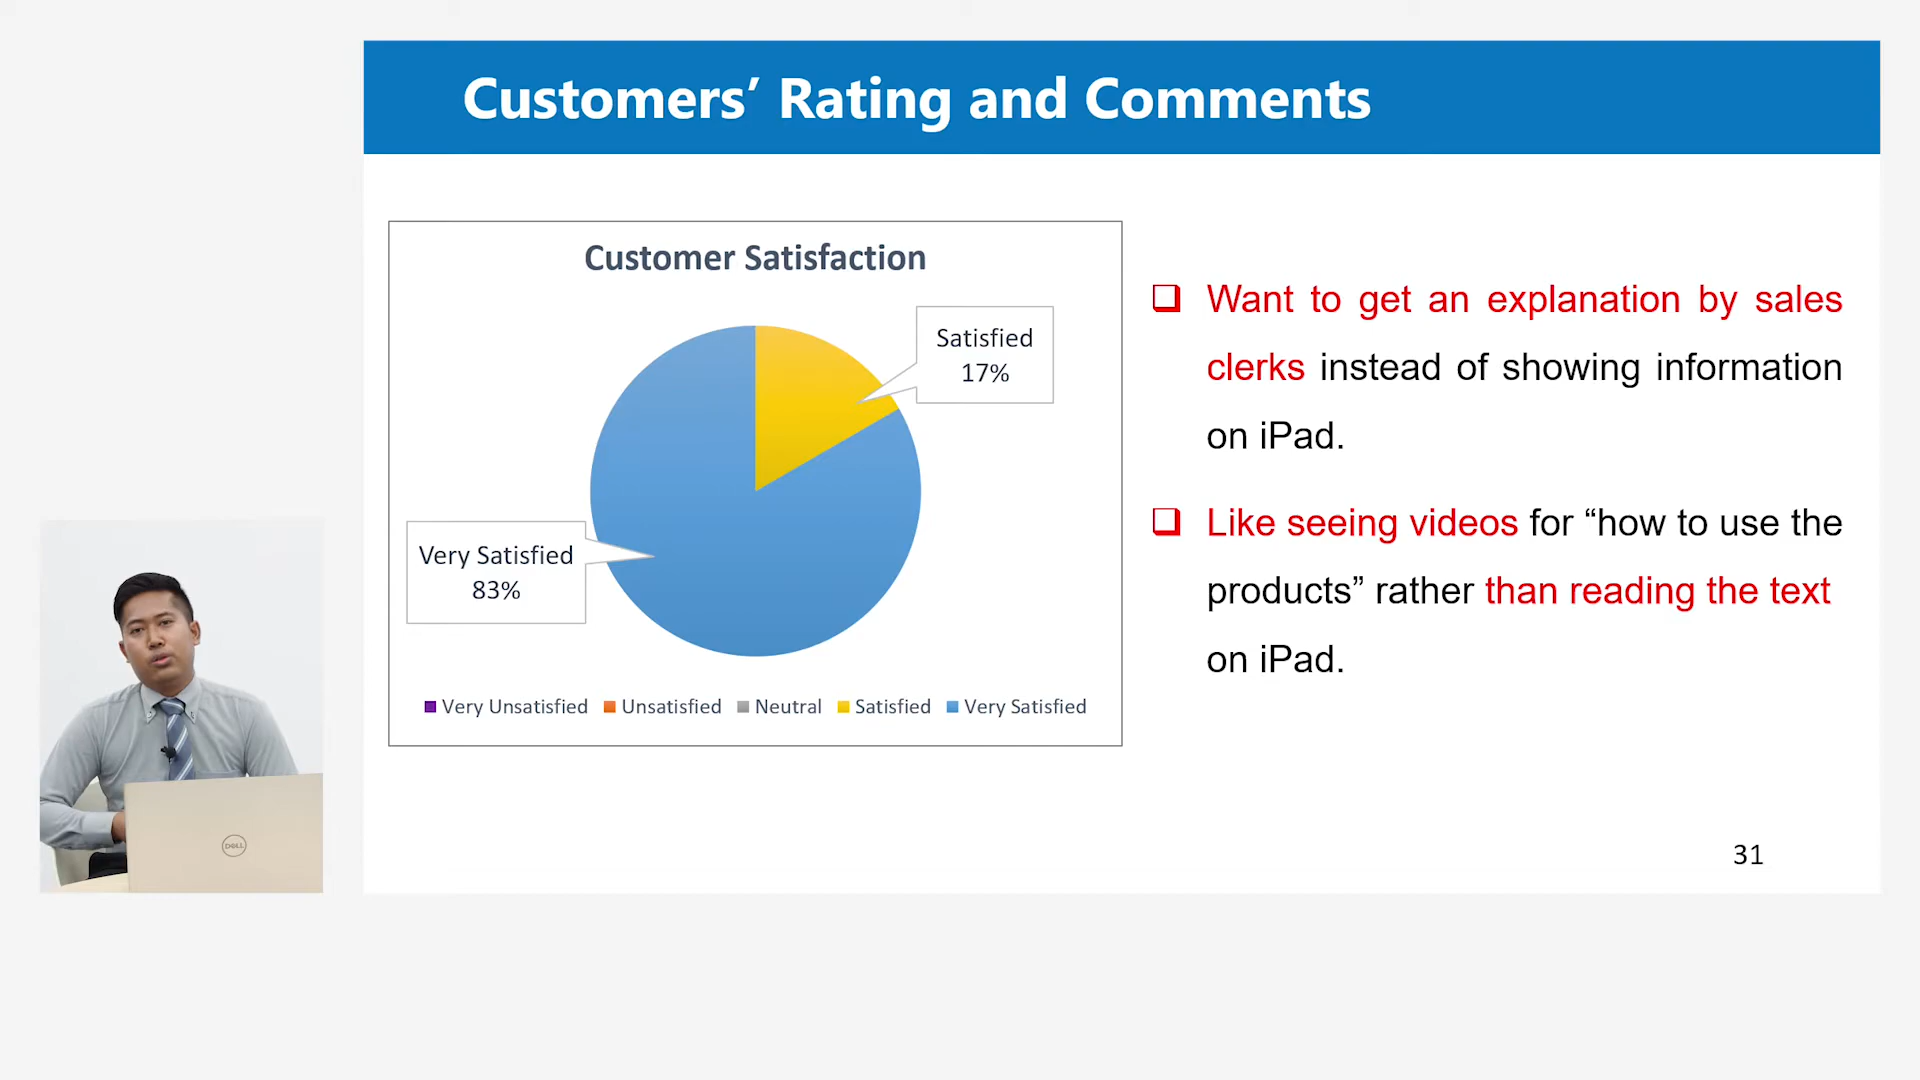 Customers’ Rating and Comments
Customer Satisfaction
Satisfied
17%
Very Satisfied
83%
Very Unsatisfied Unsatisfied Neutral Satisfied Very Satisfied
Want to get an explanation by sales
clerks instead of showing information
on iPad.
Like seeing videos for “how to use the
products” rather than reading the text
on iPad.
31
DELL